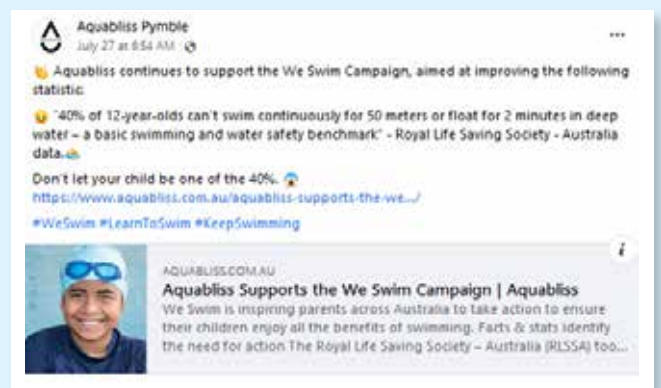 Aquabliss Pymble
July 27 at 8:54 AM ·
Aquabliss continues to support the We Swim Campaign, aimed at improving the following
statistic:
"40% of 12-year-olds can't swim continuously for 50 meters or float for 2 minutes in deep
water – a basic swimming and water safety benchmark" - Royal Life Saving Society - Australia
data.
Don't let your child be one of the 40%.
https://www.aquabliss.com.au/aquabliss-supports-the-we.../
#WeSwim #LearnToSwim #KeepSwimming
AQUABLISS.COM.AU
Aquabliss Supports the We Swim Campaign | Aquabliss
We Swim is inspiring parents across Australia to take action to ensure
their children enjoy all the benefits of swimming. Facts & stats identify
the need for action The Royal Life Saving Society – Australia (RLSSA) too...